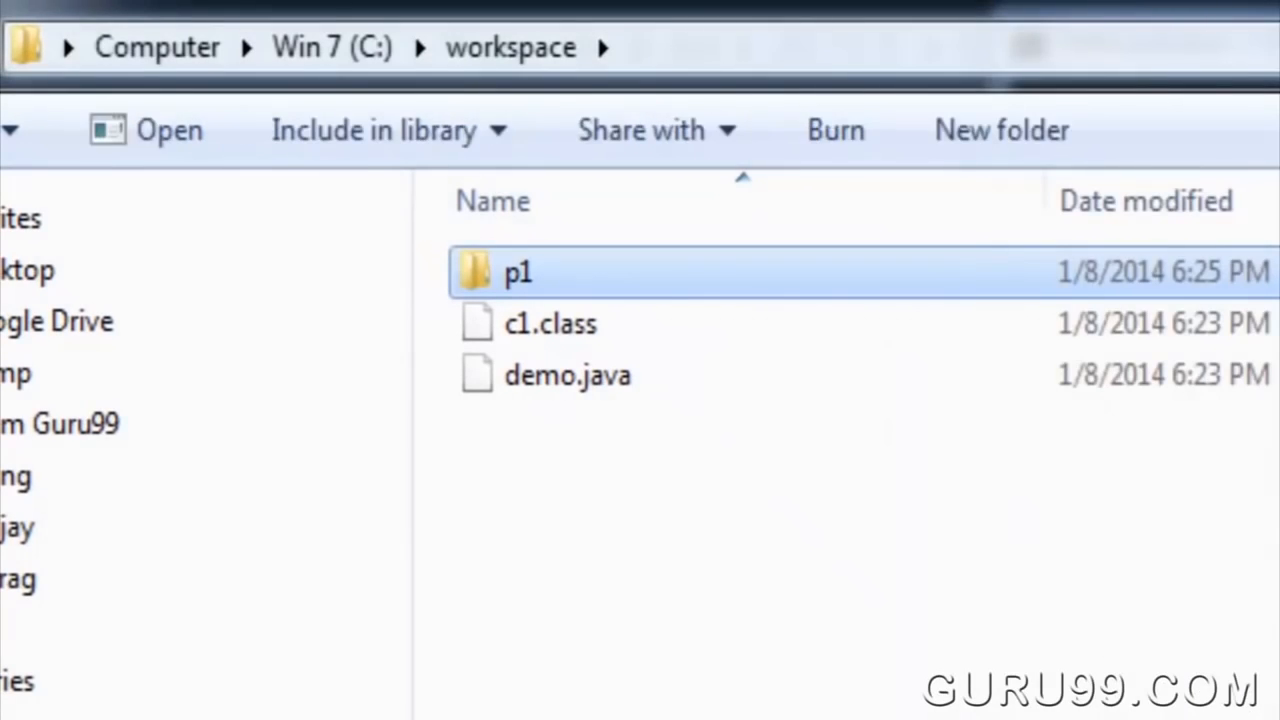 Computer Win 7 (C:) workspace
Open Include in library Share with Burn New folder
Name Date modified
ites
p1 1/8/2014 6:25 PM
ktop
c1.class 1/8/2014 6:23 PM
ogle Drive
demo.java 1/8/2014 6:23 PM
mp
m Guru99
ng
jay
rag
ries
GURU99.COM